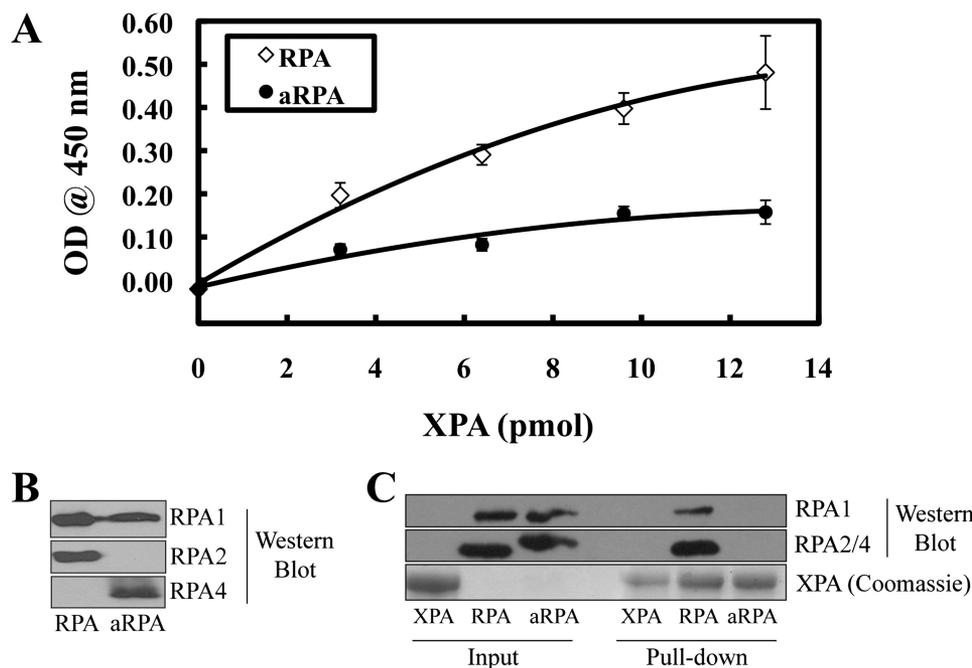 A
0.60
0.50
0.40
0.30
0.20
0.10
0.00
OD @ 450 nm
RPA
aRPA
0 2 4 6 8 10 12 14
XPA (pmol)
B
RPA1
RPA2
RPA4
Western
Blot
RPA aRPA
C
RPA1
RPA2/4
Western
Blot
XPA (Coomassie)
XPA RPA aRPA XPA RPA aRPA
Input Pull-down